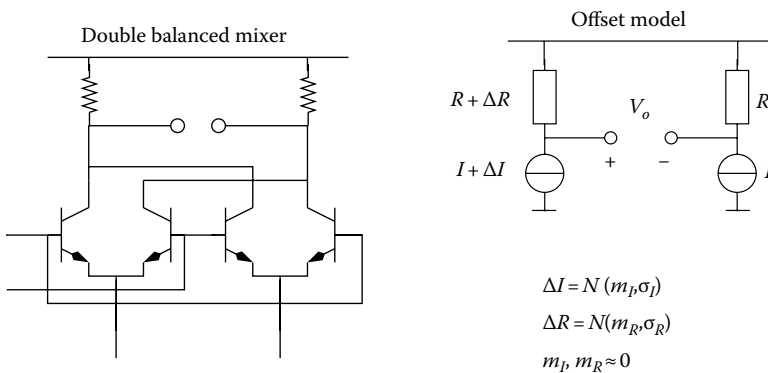 Double balanced mixer
Offset model
R + ΔR
V_o
R
+
−
I + ΔI
ΔI = N (m_I,σ_I)
ΔR = N(m_R,σ_R)
m_I, m_R ≈ 0